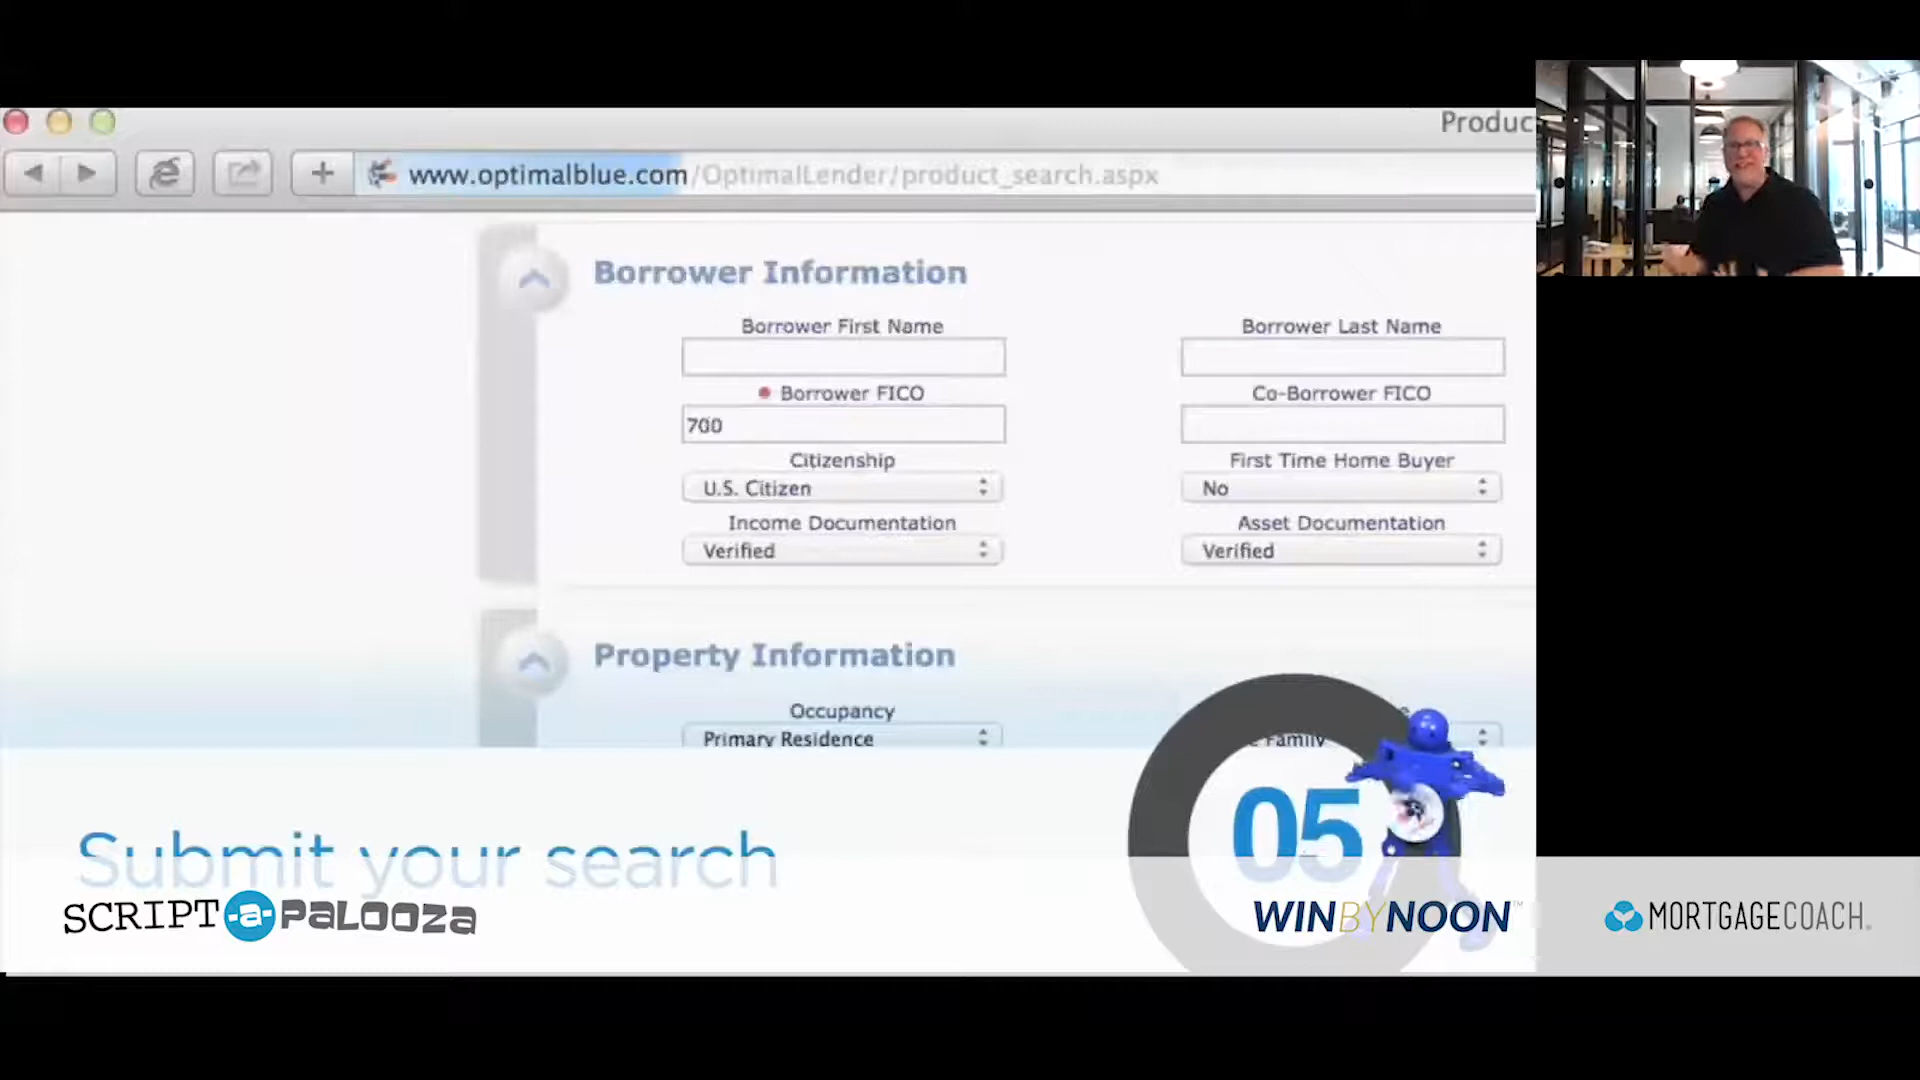 Produc
www.optimalblue.com/OptimalLender/product_search.aspx
Borrower Information
Borrower First Name
Borrower Last Name
Borrower FICO
Co-Borrower FICO
700
Citizenship
First Time Home Buyer
U.S. Citizen
No
Income Documentation
Asset Documentation
Verified
Verified
Property Information
Occupancy
Primary Residence
Family
05
Submit your search
SCRIPT-a-PALOOZA
WINBYNOON™
MORTGAGECOACH.